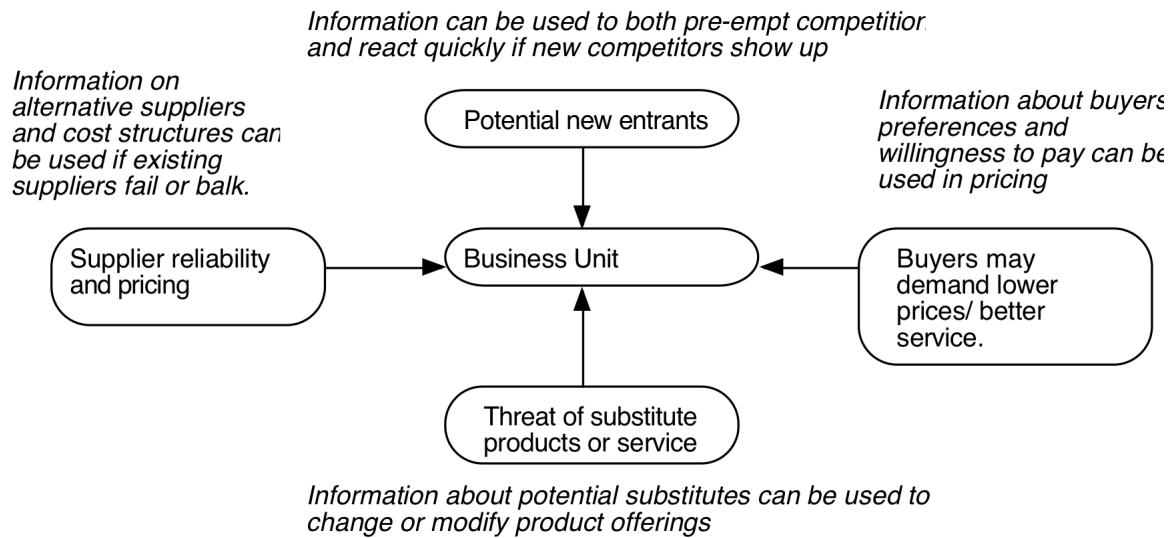 Information can be used to both pre-empt competition
and react quickly if new competitors show up
Information on
alternative suppliers
and cost structures can
be used if existing
suppliers fail or balk.
Potential new entrants
Information about buyers
preferences and
willingness to pay can be
used in pricing
Supplier reliability
and pricing
Business Unit
Buyers may
demand lower
prices/ better
service.
Threat of substitute
products or service
Information about potential substitutes can be used to
change or modify product offerings